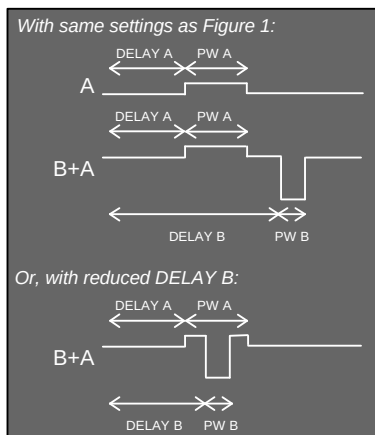 With same settings as Figure 1:
DELAY A PW A
A
DELAY A PW A
B+A
DELAY B PW B
Or, with reduced DELAY B:
DELAY A PW A
B+A
DELAY B PW B